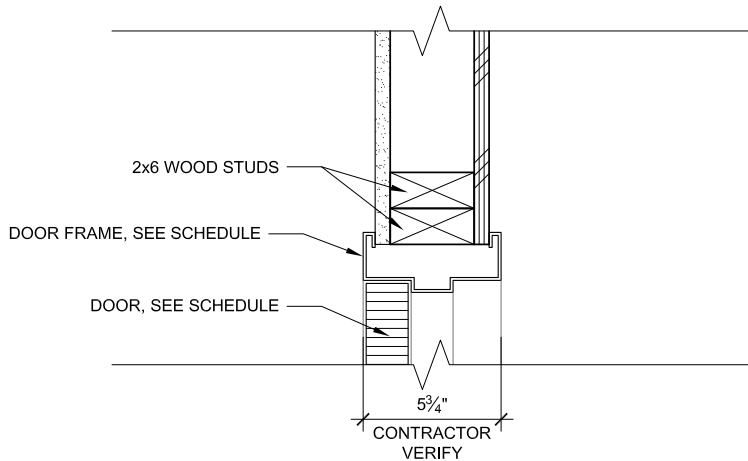 2x6 WOOD STUDS
DOOR FRAME, SEE SCHEDULE
DOOR, SEE SCHEDULE
5¾"
CONTRACTOR
VERIFY